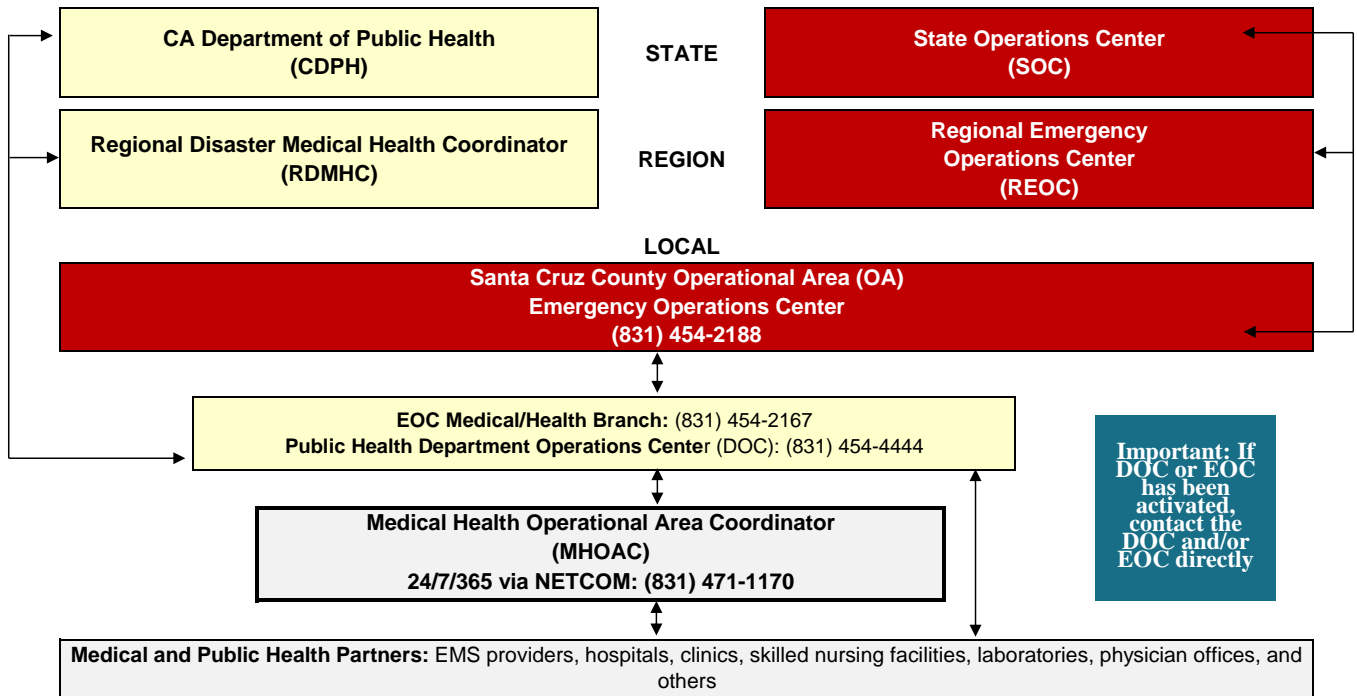 CA Department of Public Health
(CDPH)
STATE
State Operations Center
(SOC)
Regional Disaster Medical Health Coordinator
(RDMHC)
REGION
Regional Emergency
Operations Center
(REOC)
LOCAL
Santa Cruz County Operational Area (OA)
Emergency Operations Center
(831) 454-2188
EOC Medical/Health Branch: (831) 454-2167
Public Health Department Operations Center (DOC): (831) 454-4444
Important: If
DOC or EOC
has been
activated,
contact the
DOC and/or
EOC directly
Medical Health Operational Area Coordinator
(MHOAC)
24/7/365 via NETCOM: (831) 471-1170
Medical and Public Health Partners: EMS providers, hospitals, clinics, skilled nursing facilities, laboratories, physician offices, and
others